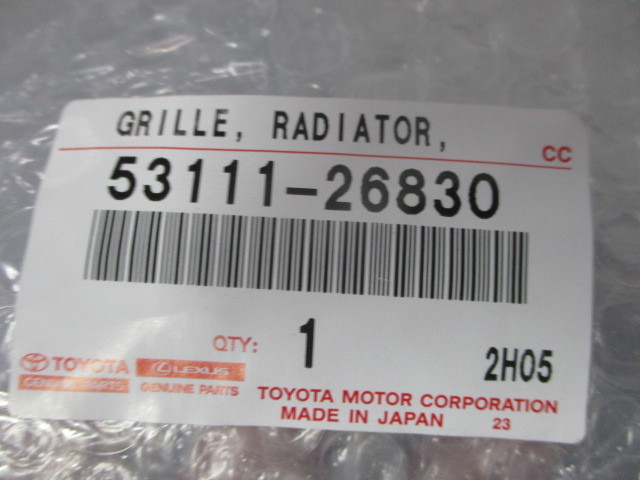 GRILLE, RADIATOR,
CC
53111-26830
QTY: 1
2H05
TOYOTA LEXUS
GENUINE PARTS GENUINE PARTS
TOYOTA MOTOR CORPORATION
MADE IN JAPAN 23